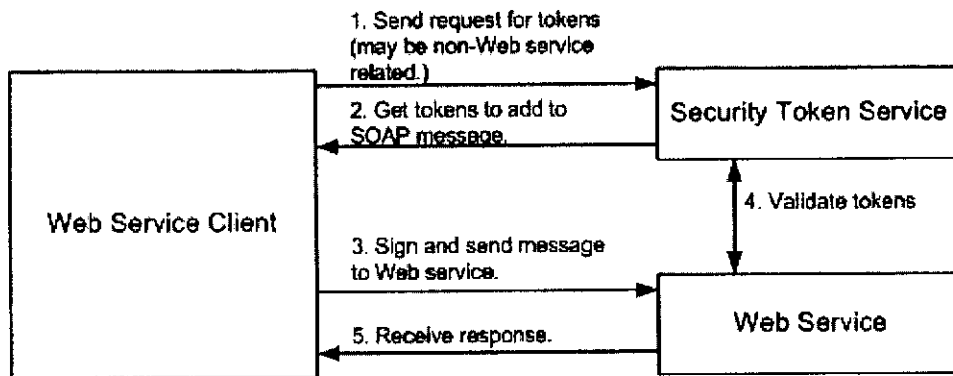 1. Send request for tokens
(may be non-Web service
related.)
Security Token Service
2. Get tokens to add to
SOAP message.
Web Service Client
4. Validate tokens
3. Sign and send message
to Web service.
Web Service
5. Receive response.